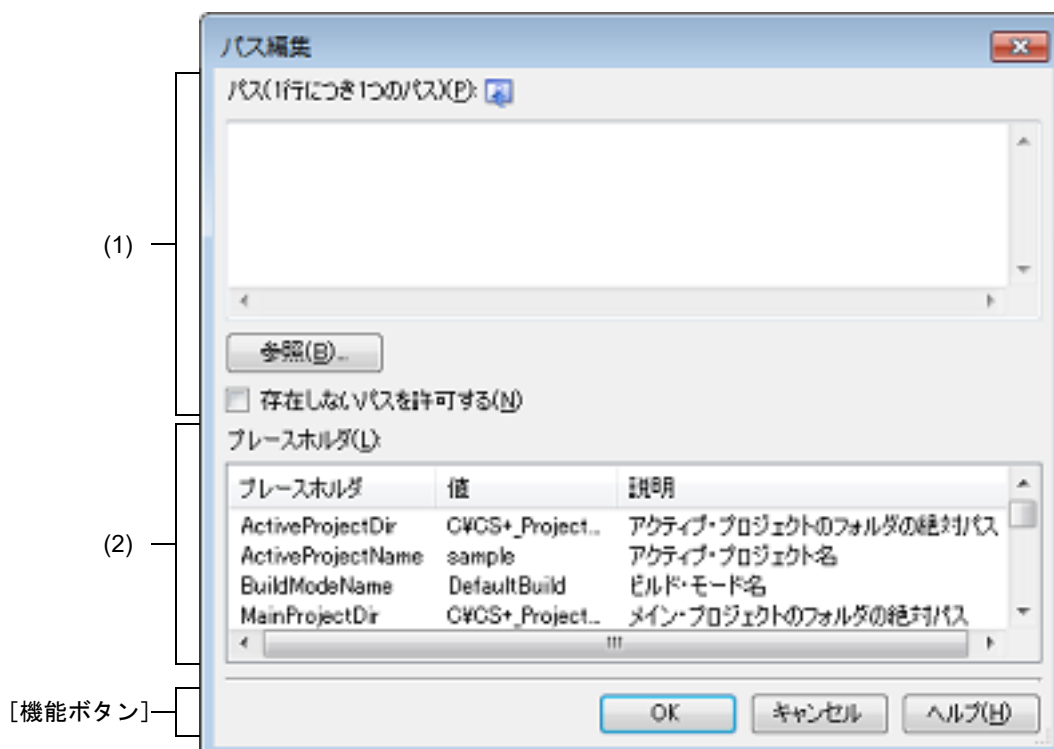 パス編集
パス(1行につき1つのパス)(P):
(1)
参照(B)...
存在しないパスを許可する(N)
プレースホルダ(L):
プレースホルダ 値 説明
ActiveProjectDir C¥CS+_Project... アクティブ・プロジェクトのフォルダの絶対パス
(2)
ActiveProjectName sample アクティブ・プロジェクト名
BuildModeName DefaultBuild ビルド・モード名
MainProjectDir C¥CS+_Project... メイン・プロジェクトのフォルダの絶対パス
[機能ボタン]
OK キャンセル ヘルプ(H)